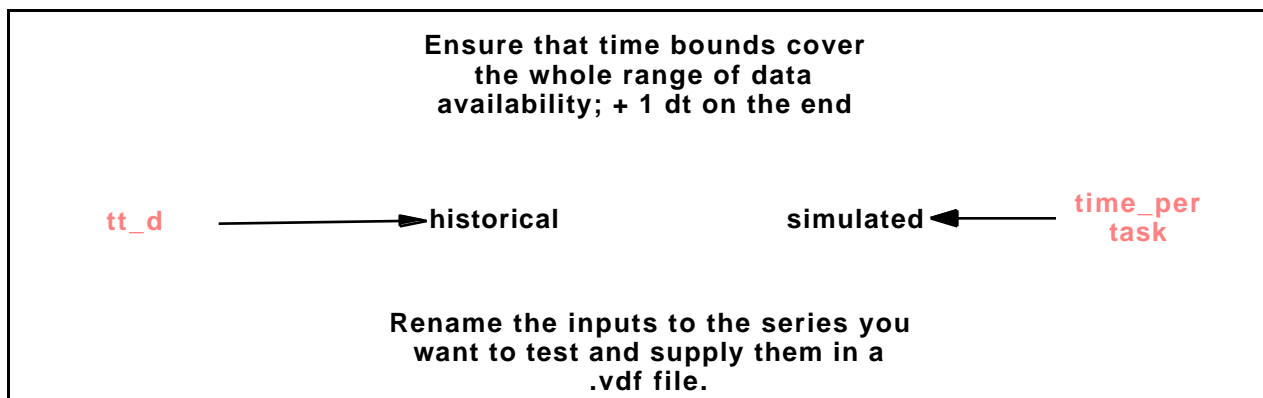 Ensure that time bounds cover
the whole range of data
availability; + 1 dt on the end
tt_d
historical
simulated
time_per
task
Rename the inputs to the series you
want to test and supply them in a
.vdf file.